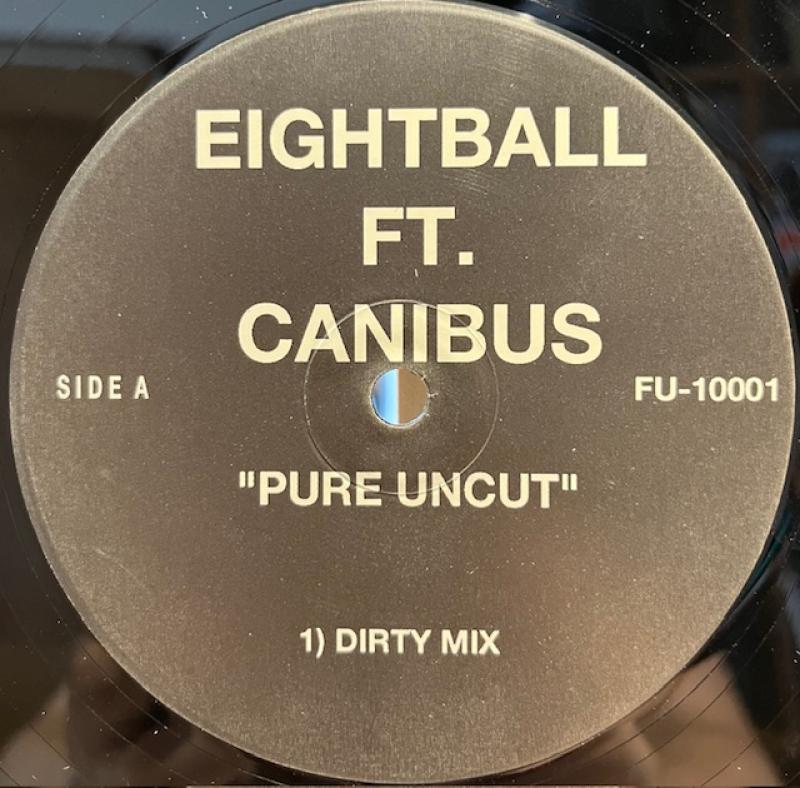 EIGHTBALL
FT.
CANIBUS
SIDE A
FU-10001
"PURE UNCUT"
1) DIRTY MIX